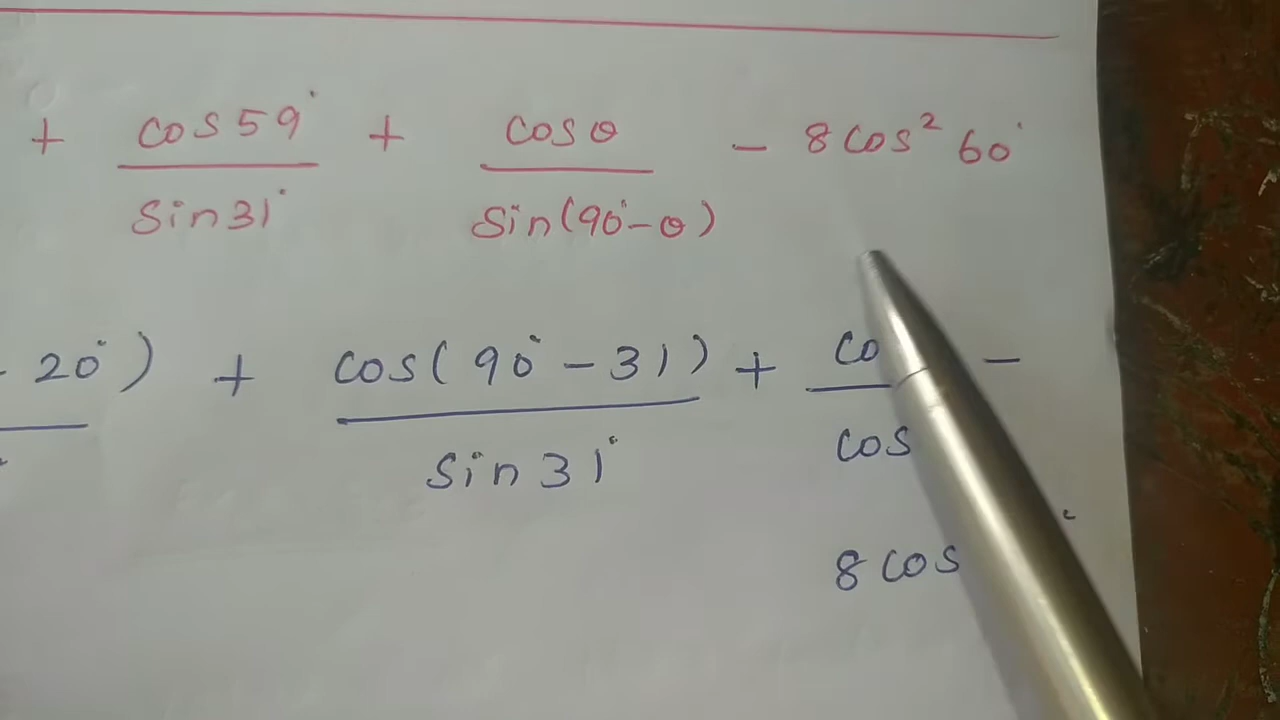 + cos 59° / sin 31° + cos θ / sin(90° - θ) - 8 cos² 60°
- 20° ) + cos(90° - 31) / sin 31° + co / cos -
8 cos